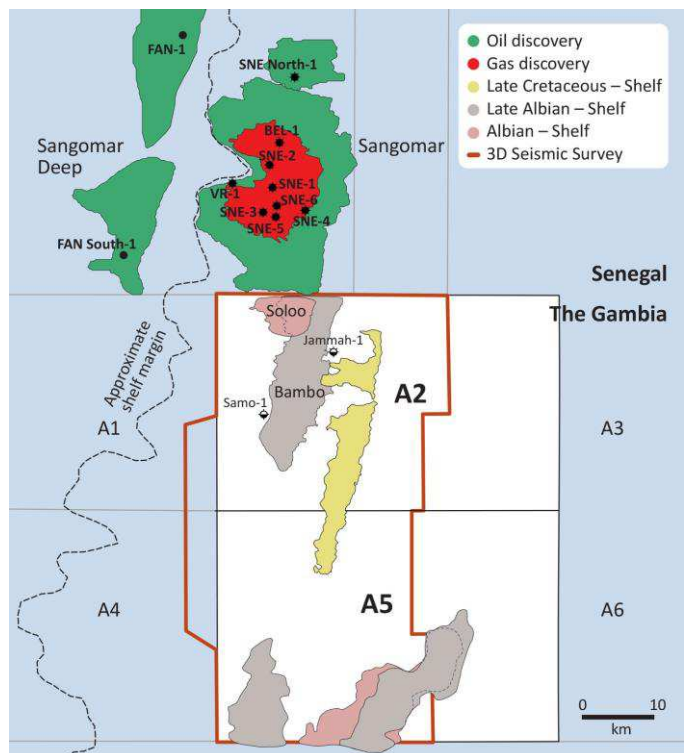 FAN-1
SNE North-1
Oil discovery
Gas discovery
Late Cretaceous – Shelf
Late Albian – Shelf
Albian – Shelf
3D Seismic Survey
BEL-1
Sangomar
Deep
SNE-2
Sangomar
VR-1
SNE-1
SNE-6
SNE-3
SNE-4
SNE-5
FAN South-1
Senegal
The Gambia
Soloo
Jammah-1
Approximate
shelf margin
Bambo
A2
Samo-1
A1
A3
A4
A5
A6
0 10
km